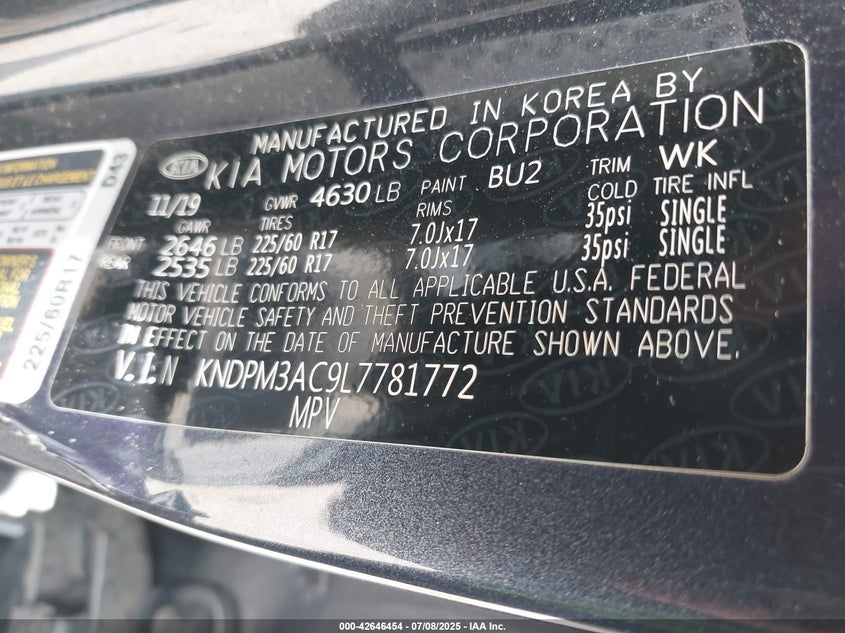 MANUFACTURED IN KOREA BY
KIA KIA MOTORS CORPORATION
11/19 GVWR 4630 LB PAINT BU2 TRIM WK
GAWR TIRES RIMS COLD TIRE INFL
FRONT 2646 LB 225/60 R17 7.0Jx17 35psi SINGLE
REAR 2535 LB 225/60 R17 7.0Jx17 35psi SINGLE
THIS VEHICLE CONFORMS TO ALL APPLICABLE U.S.A. FEDERAL
MOTOR VEHICLE SAFETY AND THEFT PREVENTION STANDARDS
IN EFFECT ON THE DATE OF MANUFACTURE SHOWN ABOVE.
V.I.N KNDPM3AC9L7781772
MPV
D43
225/60R17
000-42646454 - 07/08/2025 - IAA Inc.